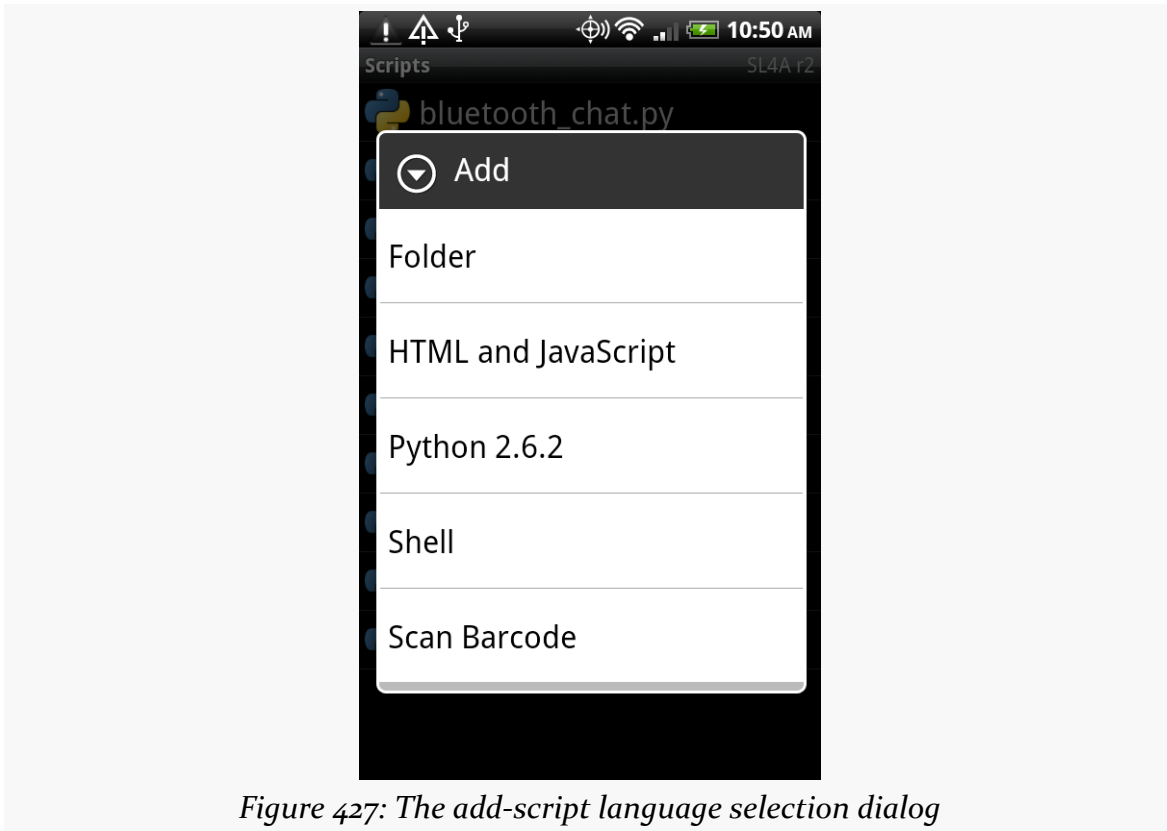 10:50 AM
Scripts SL4A r2
bluetooth_chat.py
Add
Folder
HTML and JavaScript
Python 2.6.2
Shell
Scan Barcode
Figure 427: The add-script language selection dialog